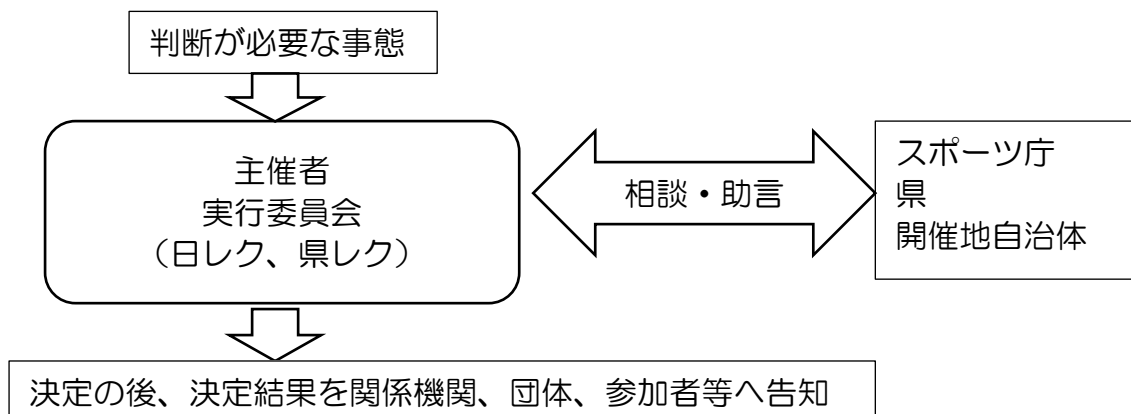 判断が必要な事態
主催者
実行委員会
（日レク、県レク）
相談・助言
スポーツ庁
県
開催地自治体
決定の後、決定結果を関係機関、団体、参加者等へ告知